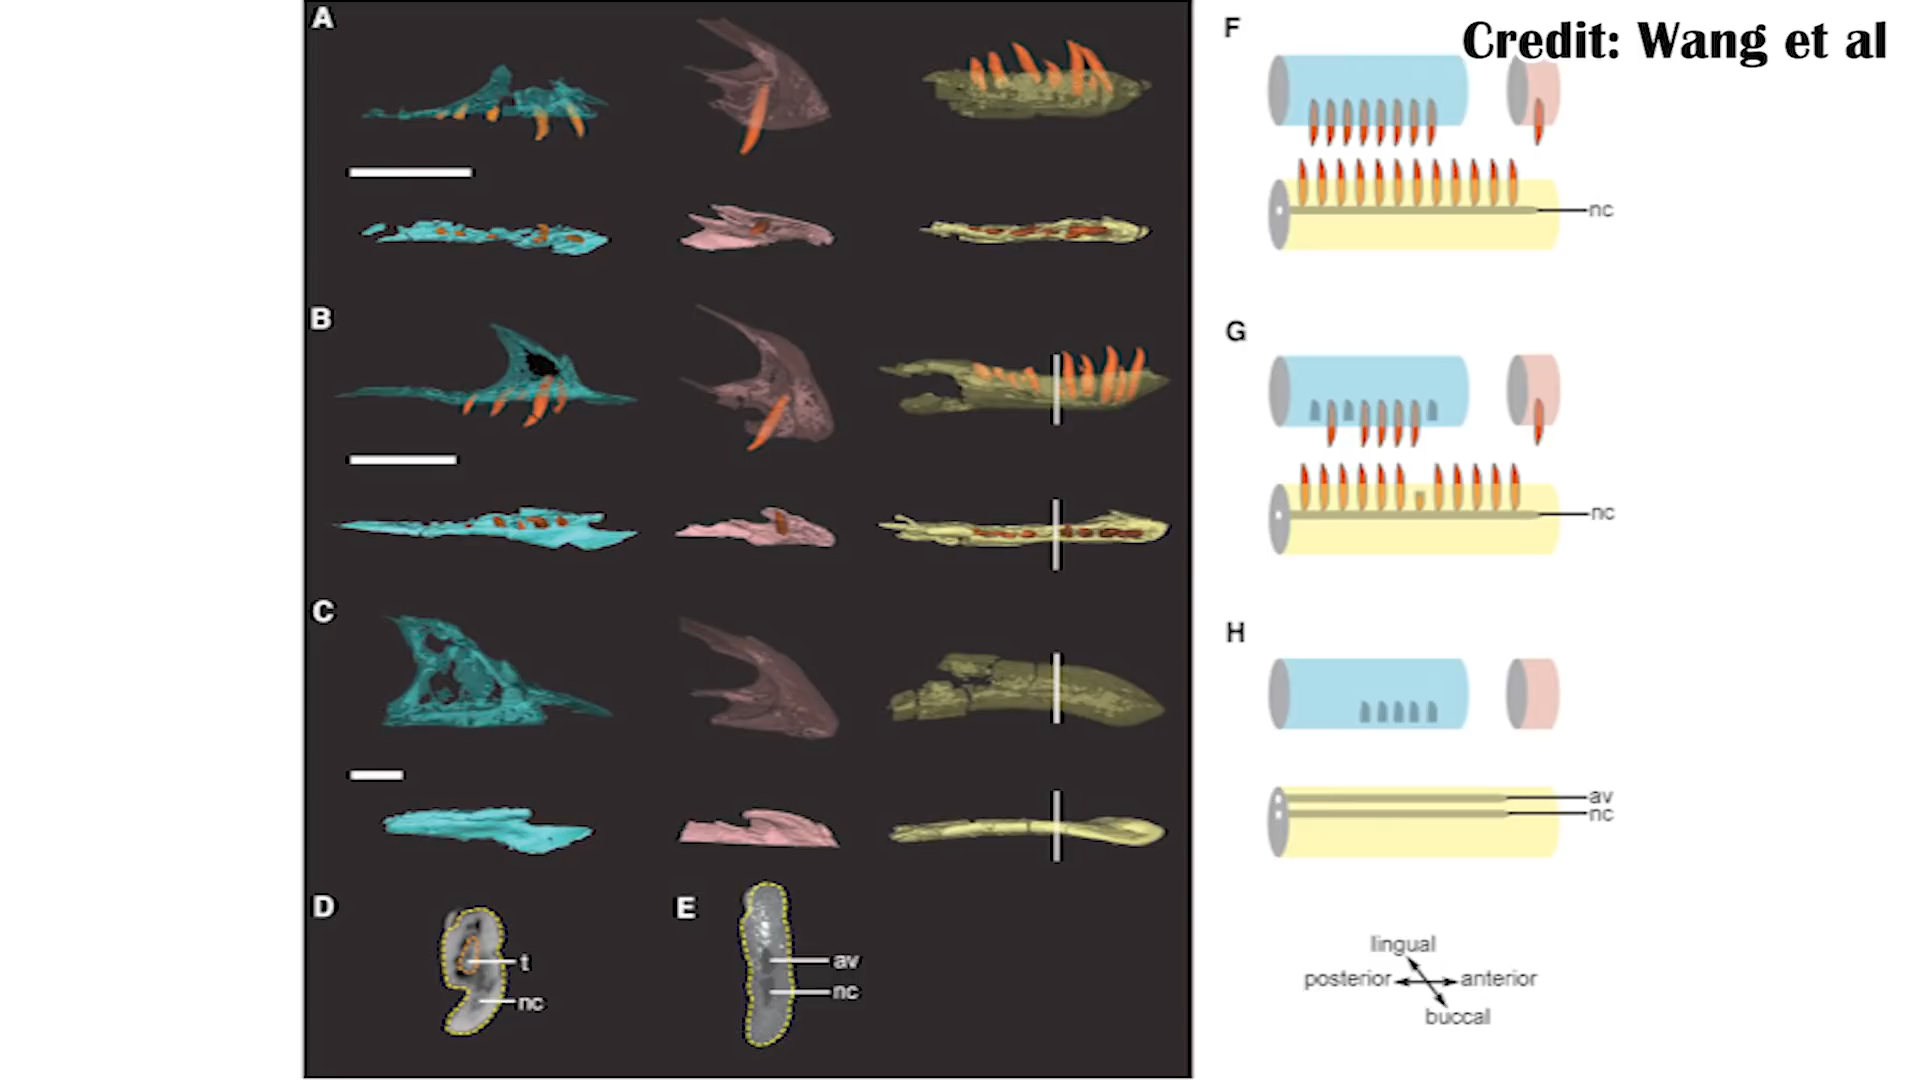 A
F
Credit: Wang et al
nc
B
G
nc
C
H
av
nc
D
t
nc
E
av
nc
lingual
posterior
anterior
buccal